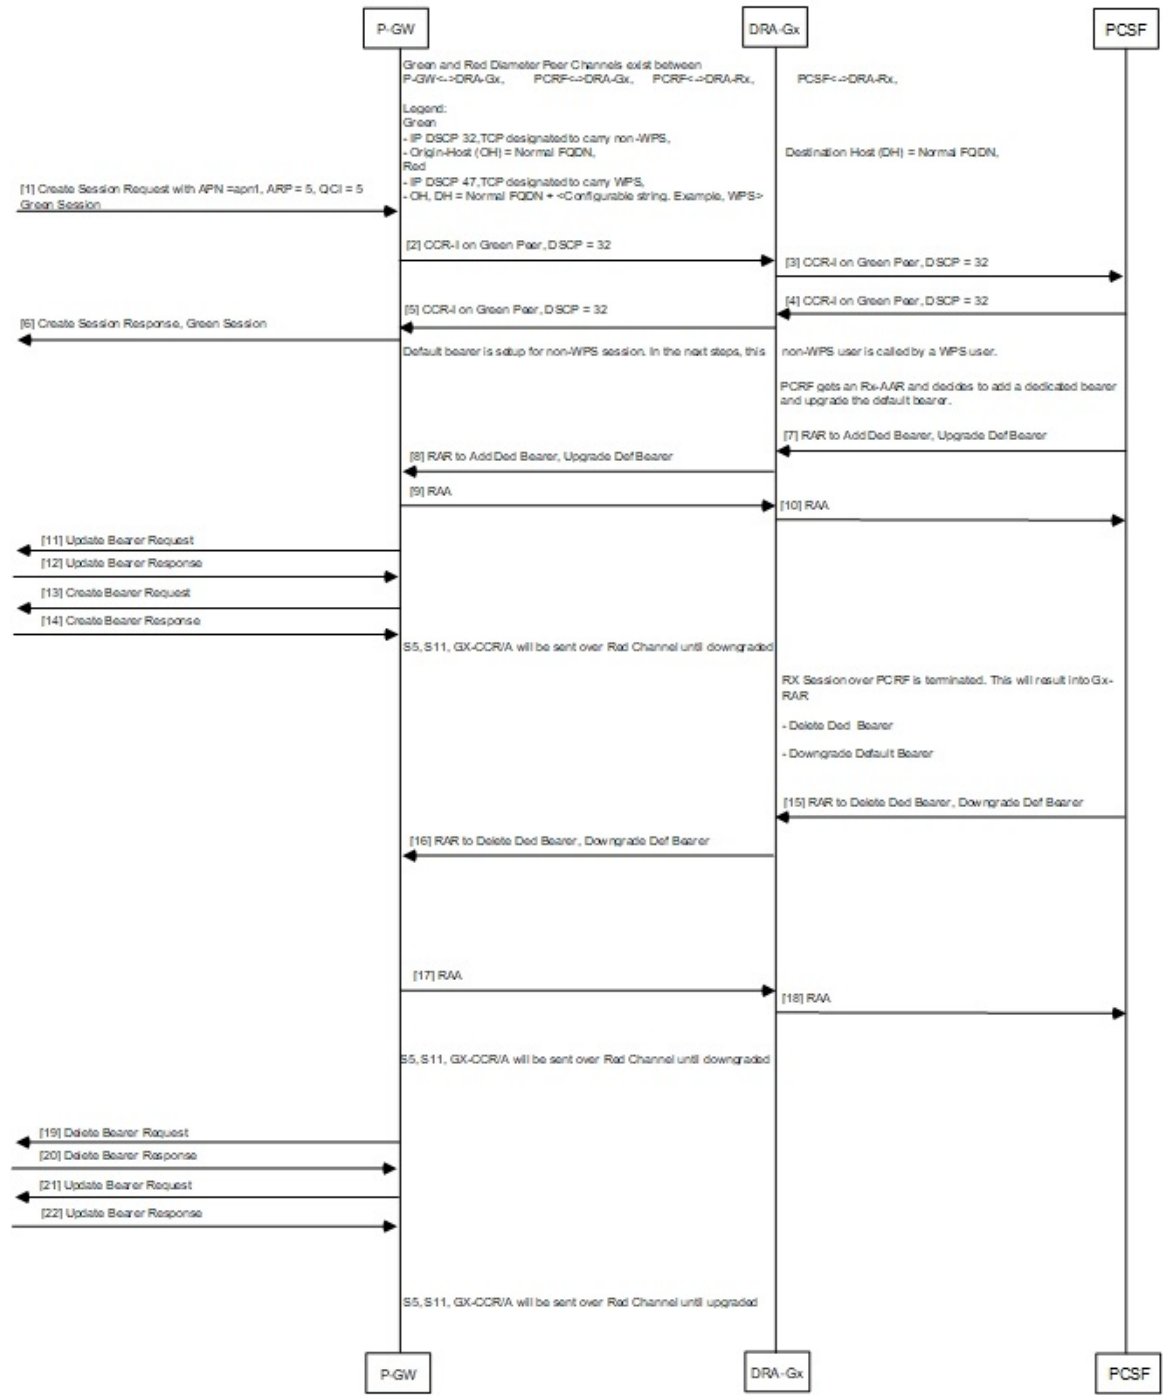 P-GW
DRA-Gx
PCSF
Green and Red Diameter Peer Channels exist between
P-GW<->DRA-Gx, PCRF<->DRA-Gx, PCRF<->DRA-Rx, PCSF<->DRA-Rx,
Legend:
Green
- IP DSCP 32,TCP designated to carry non-WPS,
- Origin-Host (OH) = Normal FQDN, Destination Host (DH) = Normal FQDN,
Red
- IP DSCP 47,TCP designated to carry WPS,
- OH, DH = Normal FQDN + <Configurable string. Example, WPS>
[1] Create Session Request with APN =apn1, ARP = 5, QCI = 5
Green Session
[2] CCR-I on Green Peer, DSCP = 32
[3] CCR-I on Green Peer, DSCP = 32
[4] CCR-I on Green Peer, DSCP = 32
[5] CCR-I on Green Peer, DSCP = 32
[6] Create Session Response, Green Session
Default bearer is setup for non-WPS session. In the next steps, this non-WPS user is called by a WPS user.
PCRF gets an Rx-AAR and decides to add a dedicated bearer
and upgrade the default bearer.
[7] RAR to Add Ded Bearer, Upgrade Def Bearer
[8] RAR to Add Ded Bearer, Upgrade Def Bearer
[9] RAA
[10] RAA
[11] Update Bearer Request
[12] Update Bearer Response
[13] Create Bearer Request
[14] Create Bearer Response
S5, S11, GX-CCR/A will be sent over Red Channel until downgraded
RX Session over PCRF is terminated. This will result into Gx-
RAR
- Delete Ded Bearer
- Downgrade Default Bearer
[15] RAR to Delete Ded Bearer, Downgrade Def Bearer
[16] RAR to Delete Ded Bearer, Downgrade Def Bearer
[17] RAA
[18] RAA
S5, S11, GX-CCR/A will be sent over Red Channel until downgraded
[19] Delete Bearer Request
[20] Delete Bearer Response
[21] Update Bearer Request
[22] Update Bearer Response
S5, S11, GX-CCR/A will be sent over Red Channel until upgraded
P-GW
DRA-Gx
PCSF